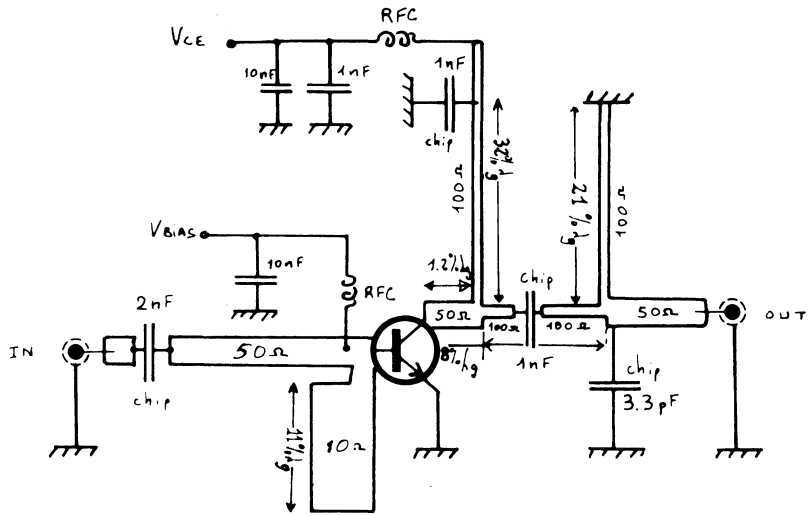 RFC
VCE
10nF
1nF
1nF
chip
32%λg
100Ω
21%λg
100Ω
VBIAS
10nF
RFC
1.2%λg
chip
2nF
50Ω
100Ω
100Ω
50Ω
OUT
IN
50Ω
8%λg
1nF
chip
chip
3.3pF
11%λg
10Ω